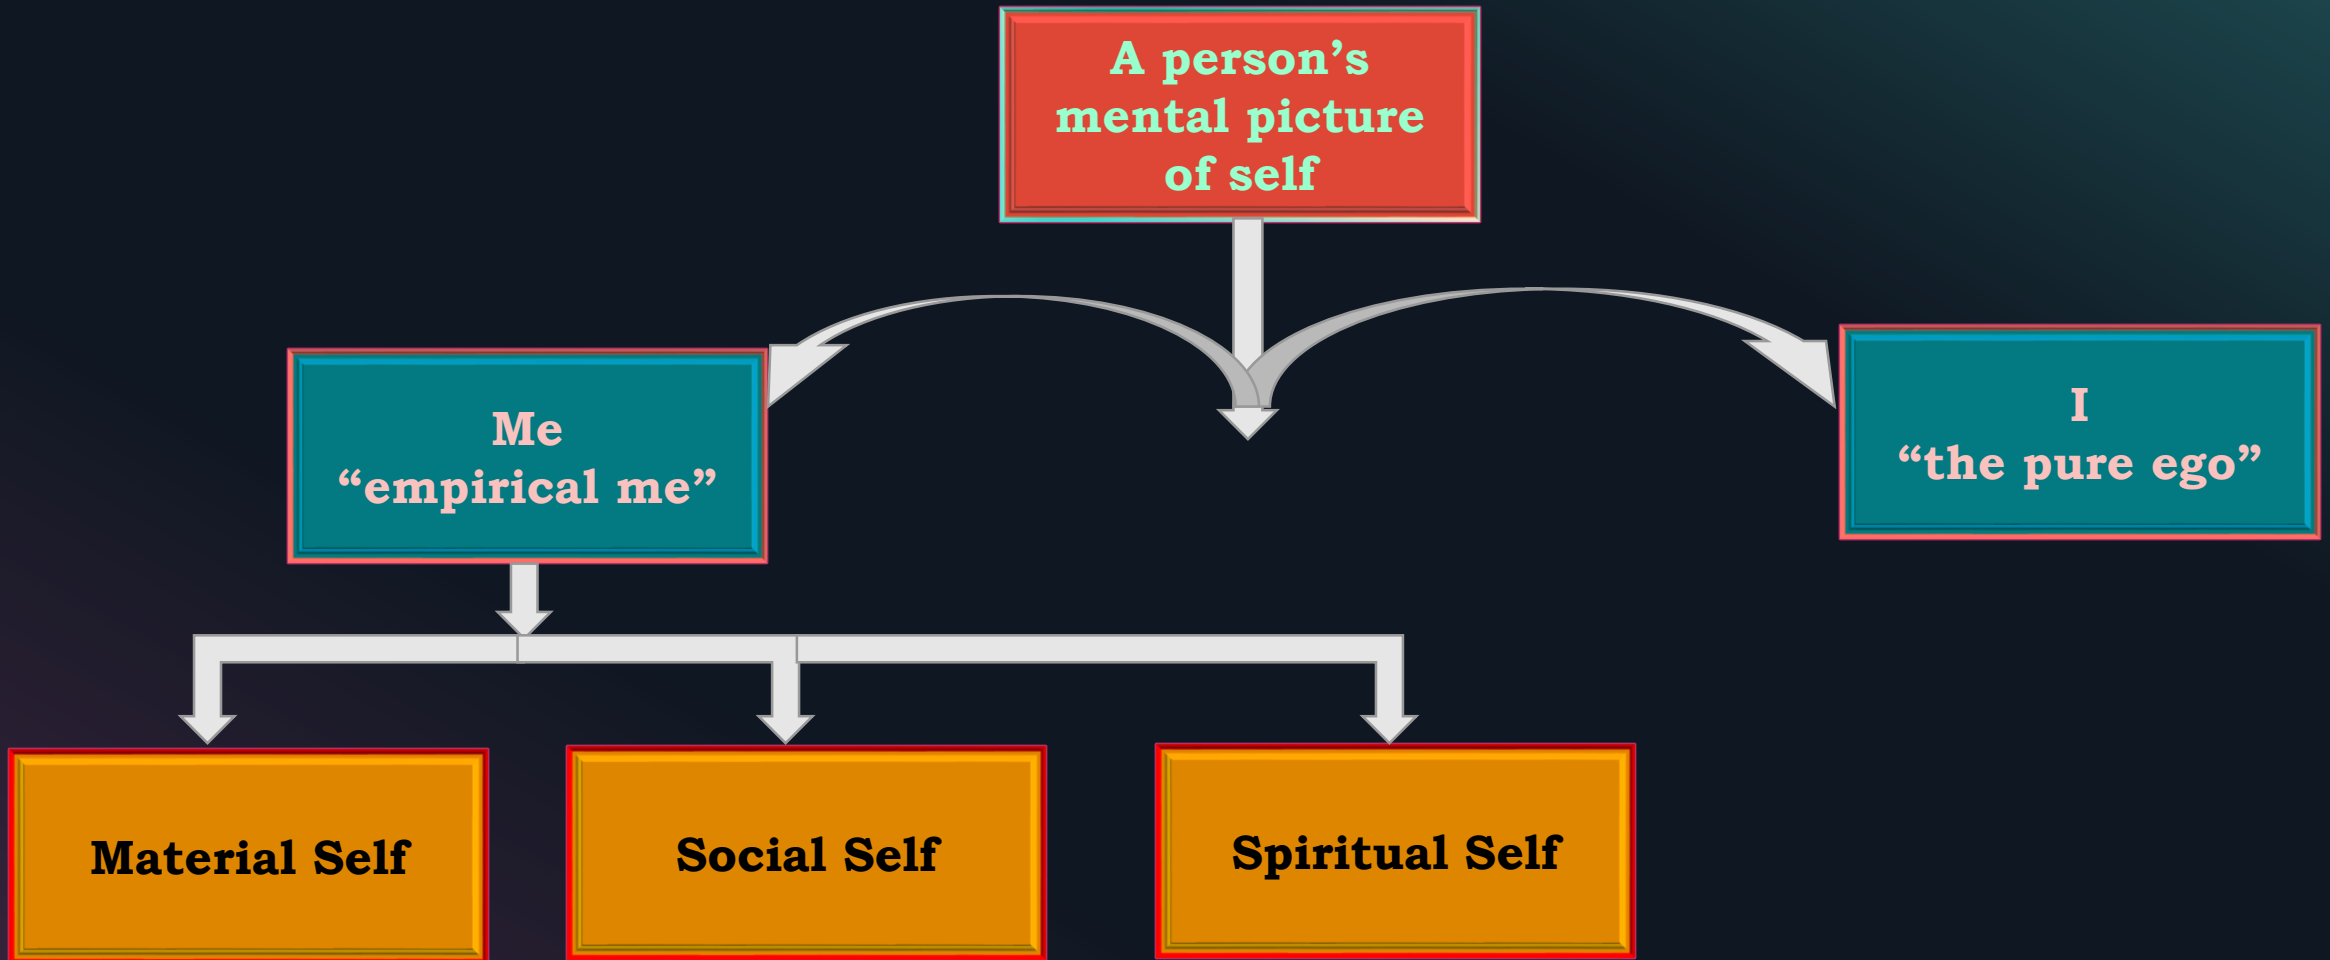 A person’s
mental picture
of self
Me
“empirical me”
I
“the pure ego”
Material Self
Social Self
Spiritual Self